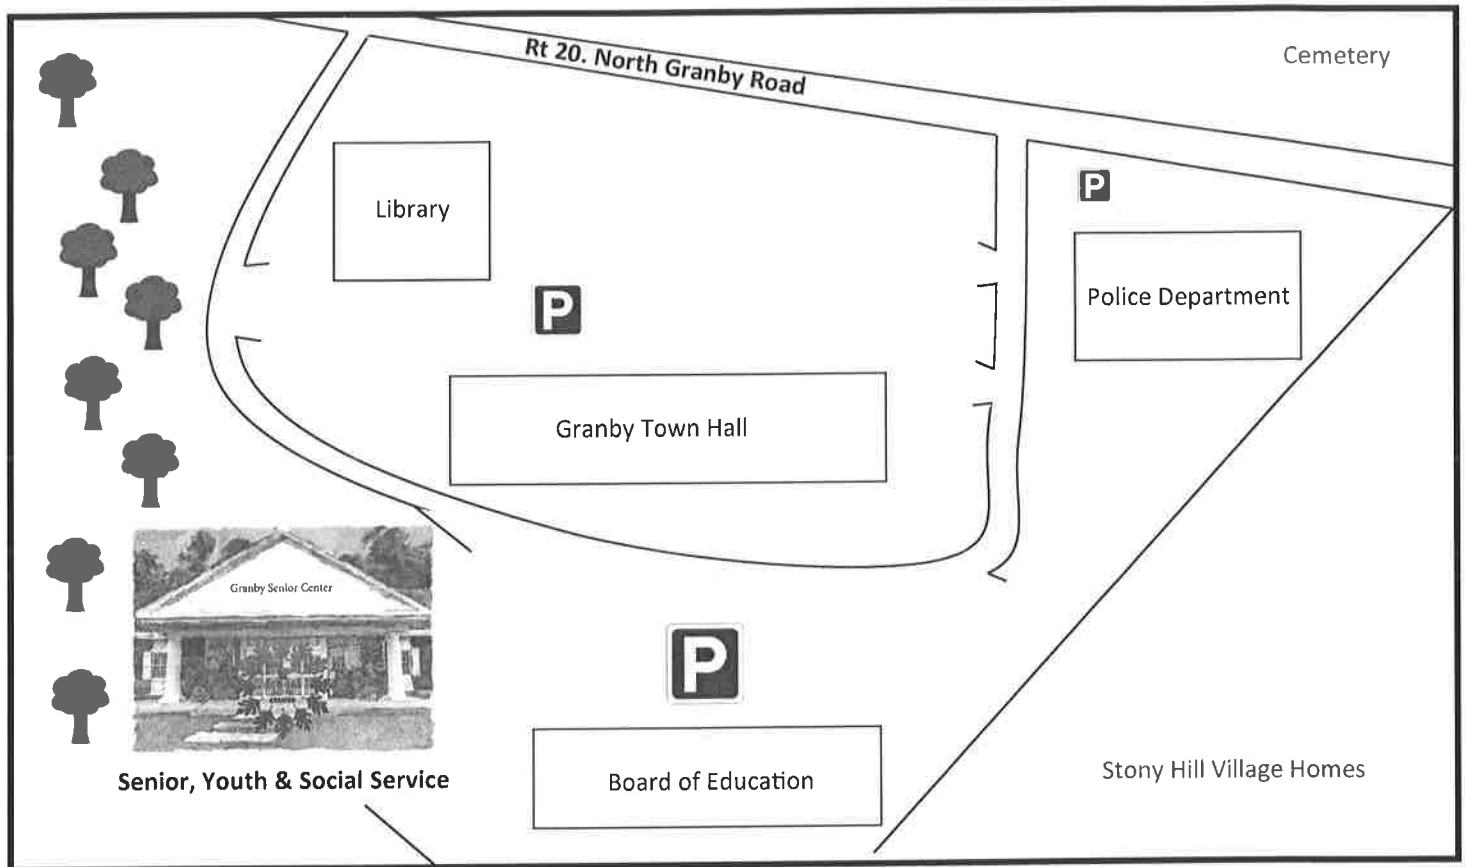 Rt 20. North Granby Road
Cemetery
P
Library
Police Department
P
Granby Town Hall
Granby Senior Center
P
Senior, Youth & Social Service
Board of Education
Stony Hill Village Homes